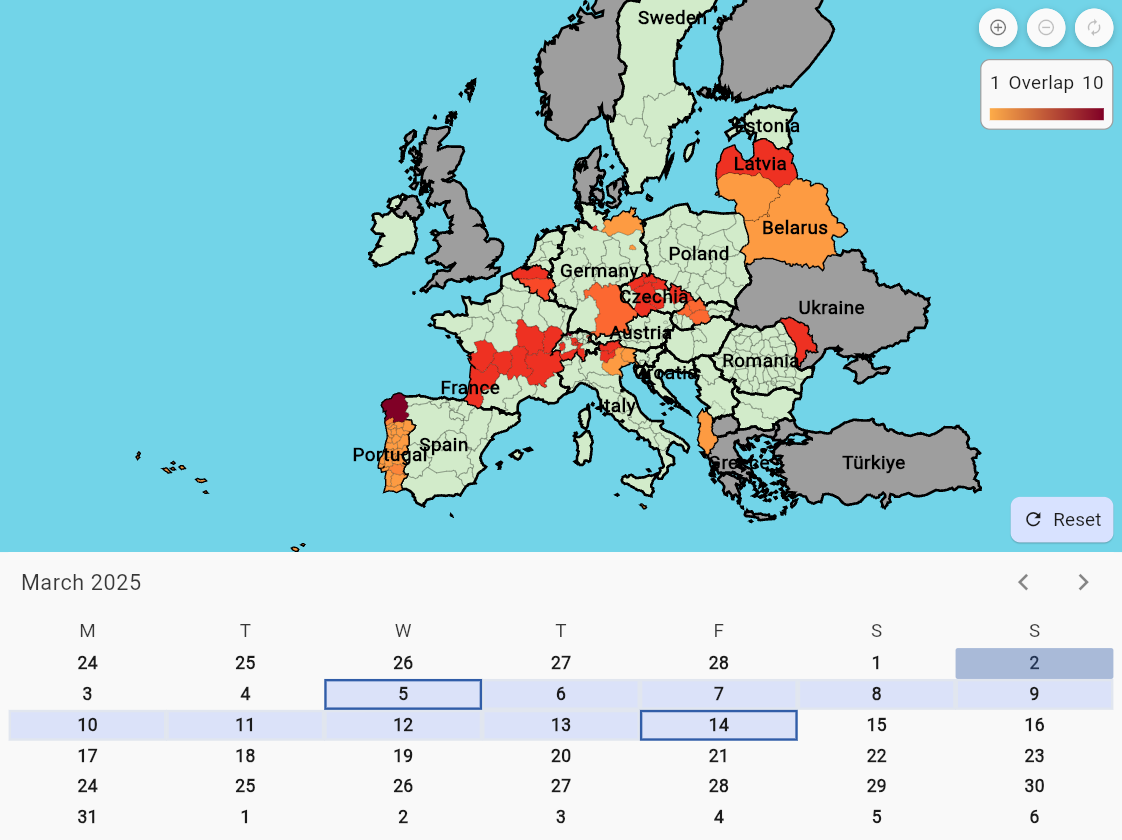 Sweden
1 Overlap 10
Estonia
Latvia
Belarus
Poland
Germany
Czechia
Ukraine
Austria
Romania
Croatia
France
Italy
Spain
Portugal
Greece
Türkiye
Reset
March 2025
M T W T F S S
24 25 26 27 28 1 2
3 4 5 6 7 8 9
10 11 12 13 14 15 16
17 18 19 20 21 22 23
24 25 26 27 28 29 30
31 1 2 3 4 5 6